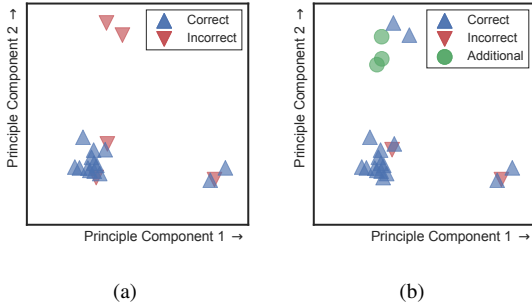 Principle Component 2 →
Correct
Incorrect
Principle Component 1 →
(a)
Principle Component 2 →
Correct
Incorrect
Additional
Principle Component 1 →
(b)